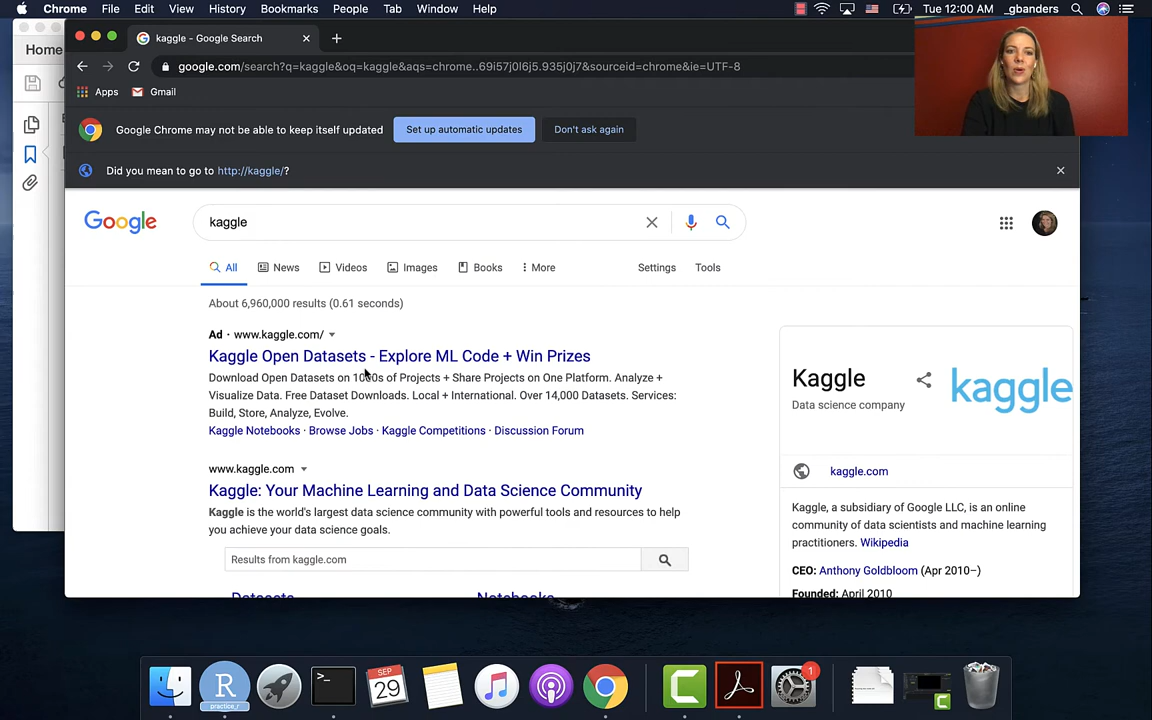 Chrome File Edit View History Bookmarks People Tab Window Help
Tue 12:00 AM _gbanders
Home
kaggle - Google Search
google.com/search?q=kaggle&oq=kaggle&aqs=chrome..69i57j0l6j5.935j0j7&sourceid=chrome&ie=UTF-8
Apps Gmail
Google Chrome may not be able to keep itself updated Set up automatic updates Don't ask again
Did you mean to go to http://kaggle/?
Google kaggle
All News Videos Images Books More Settings Tools
About 6,960,000 results (0.61 seconds)
Ad · www.kaggle.com/
Kaggle Open Datasets - Explore ML Code + Win Prizes
Download Open Datasets on 1000s of Projects + Share Projects on One Platform. Analyze +
Visualize Data. Free Dataset Downloads. Local + International. Over 14,000 Datasets. Services:
Build, Store, Analyze, Evolve.
Kaggle Notebooks · Browse Jobs · Kaggle Competitions · Discussion Forum
www.kaggle.com
Kaggle: Your Machine Learning and Data Science Community
Kaggle is the world's largest data science community with powerful tools and resources to help
you achieve your data science goals.
Results from kaggle.com
Datasets Notebooks
Kaggle
Data science company
kaggle
kaggle.com
Kaggle, a subsidiary of Google LLC, is an online
community of data scientists and machine learning
practitioners. Wikipedia
CEO: Anthony Goldbloom (Apr 2010–)
Founded: April 2010
R
practice_r
>_
SEP
29
C
1